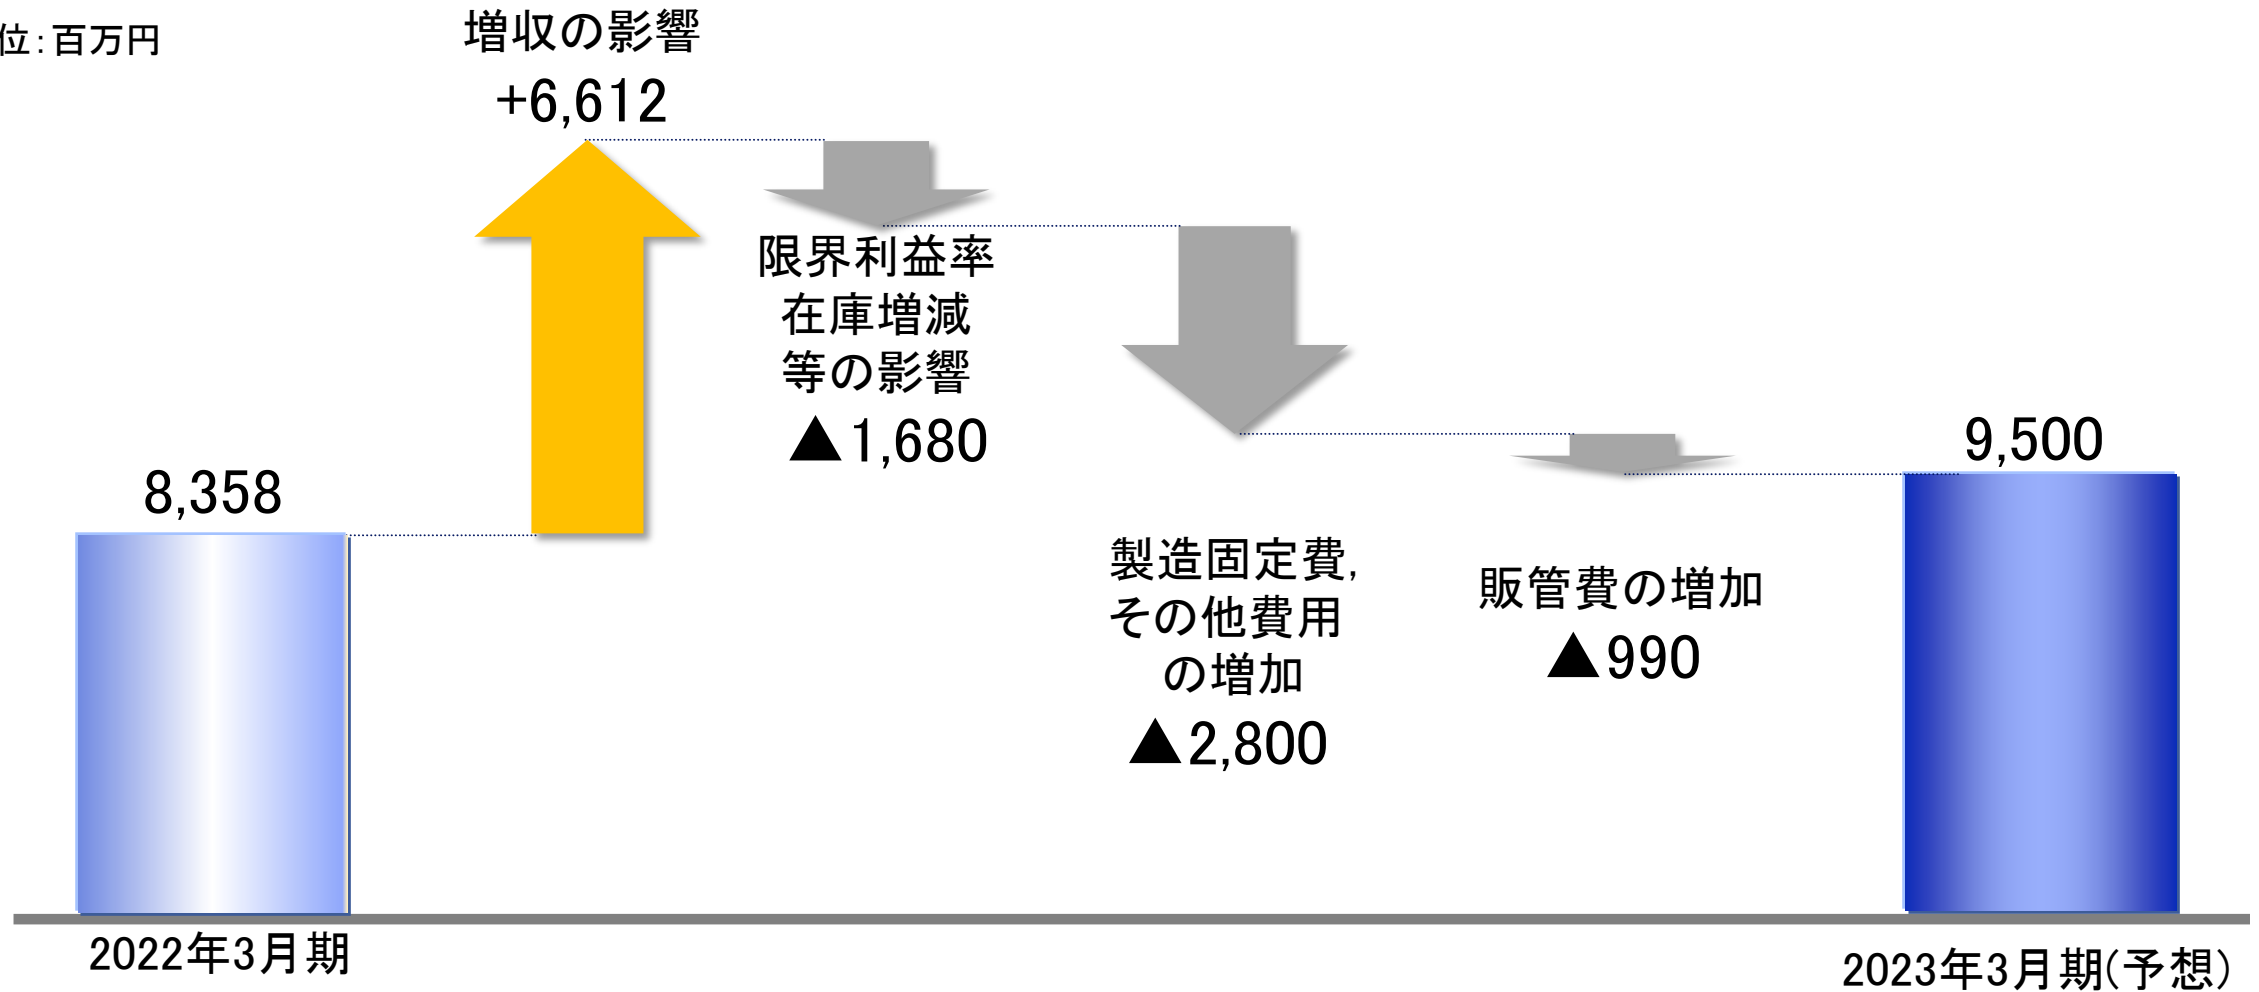 位：百万円
増収の影響
+6,612
限界利益率
在庫増減
等の影響
▲1,680
8,358
製造固定費,
その他費用
の増加
▲2,800
販管費の増加
▲990
9,500
2022年3月期
2023年3月期(予想)